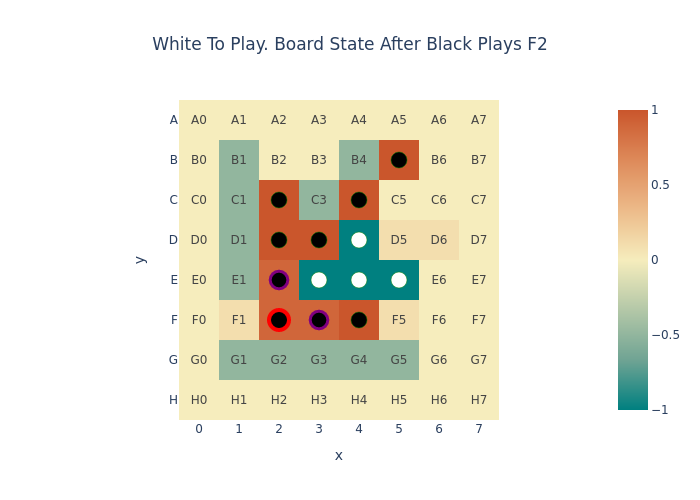 White To Play. Board State After Black Plays F2
A A0 A1 A2 A3 A4 A5 A6 A7
B B0 B1 B2 B3 B4 B6 B7
C C0 C1 C3 C5 C6 C7
D D0 D1 D5 D6 D7
E E0 E1 E6 E7
F F0 F1 F5 F6 F7
G G0 G1 G2 G3 G4 G5 G6 G7
H H0 H1 H2 H3 H4 H5 H6 H7
0 1 2 3 4 5 6 7
x
y
1
0.5
0
−0.5
−1